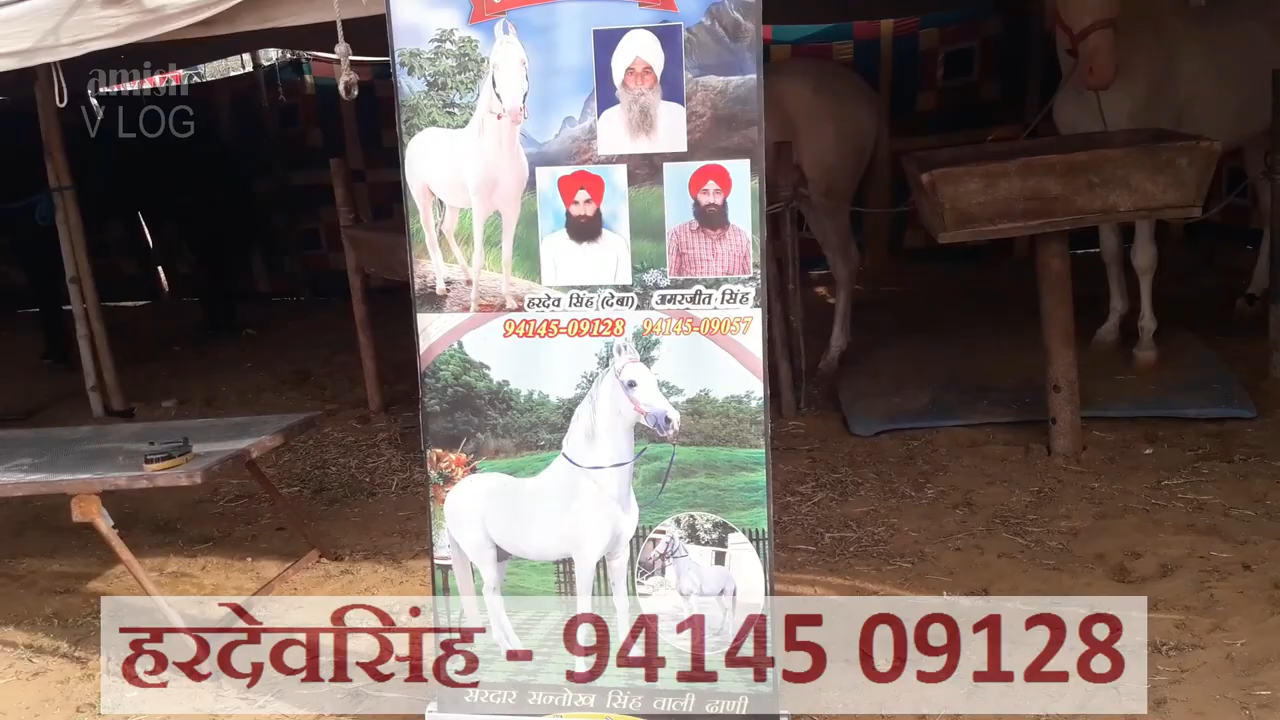 amish
V LOG
हरदेव सिंह (देबा) अमरजीत सिंह
94145-09128 94145-09057
हरदेवसिंह - 94145 09128
सरदार सन्तोख सिंह वाली ढाणी